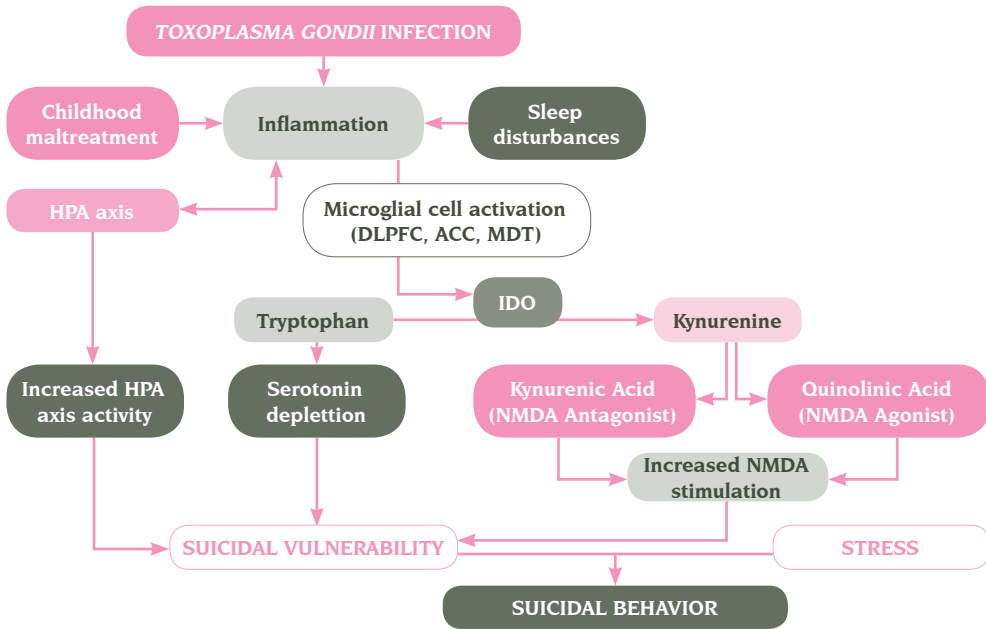 TOXOPLASMA GONDII INFECTION
Childhood
maltreatment
Inflammation
Sleep
disturbances
HPA axis
Microglial cell activation
(DLPFC, ACC, MDT)
IDO
Tryptophan
Kynurenine
Increased HPA
axis activity
Serotonin
deplettion
Kynurenic Acid
(NMDA Antagonist)
Quinolinic Acid
(NMDA Agonist)
Increased NMDA
stimulation
SUICIDAL VULNERABILITY
STRESS
SUICIDAL BEHAVIOR